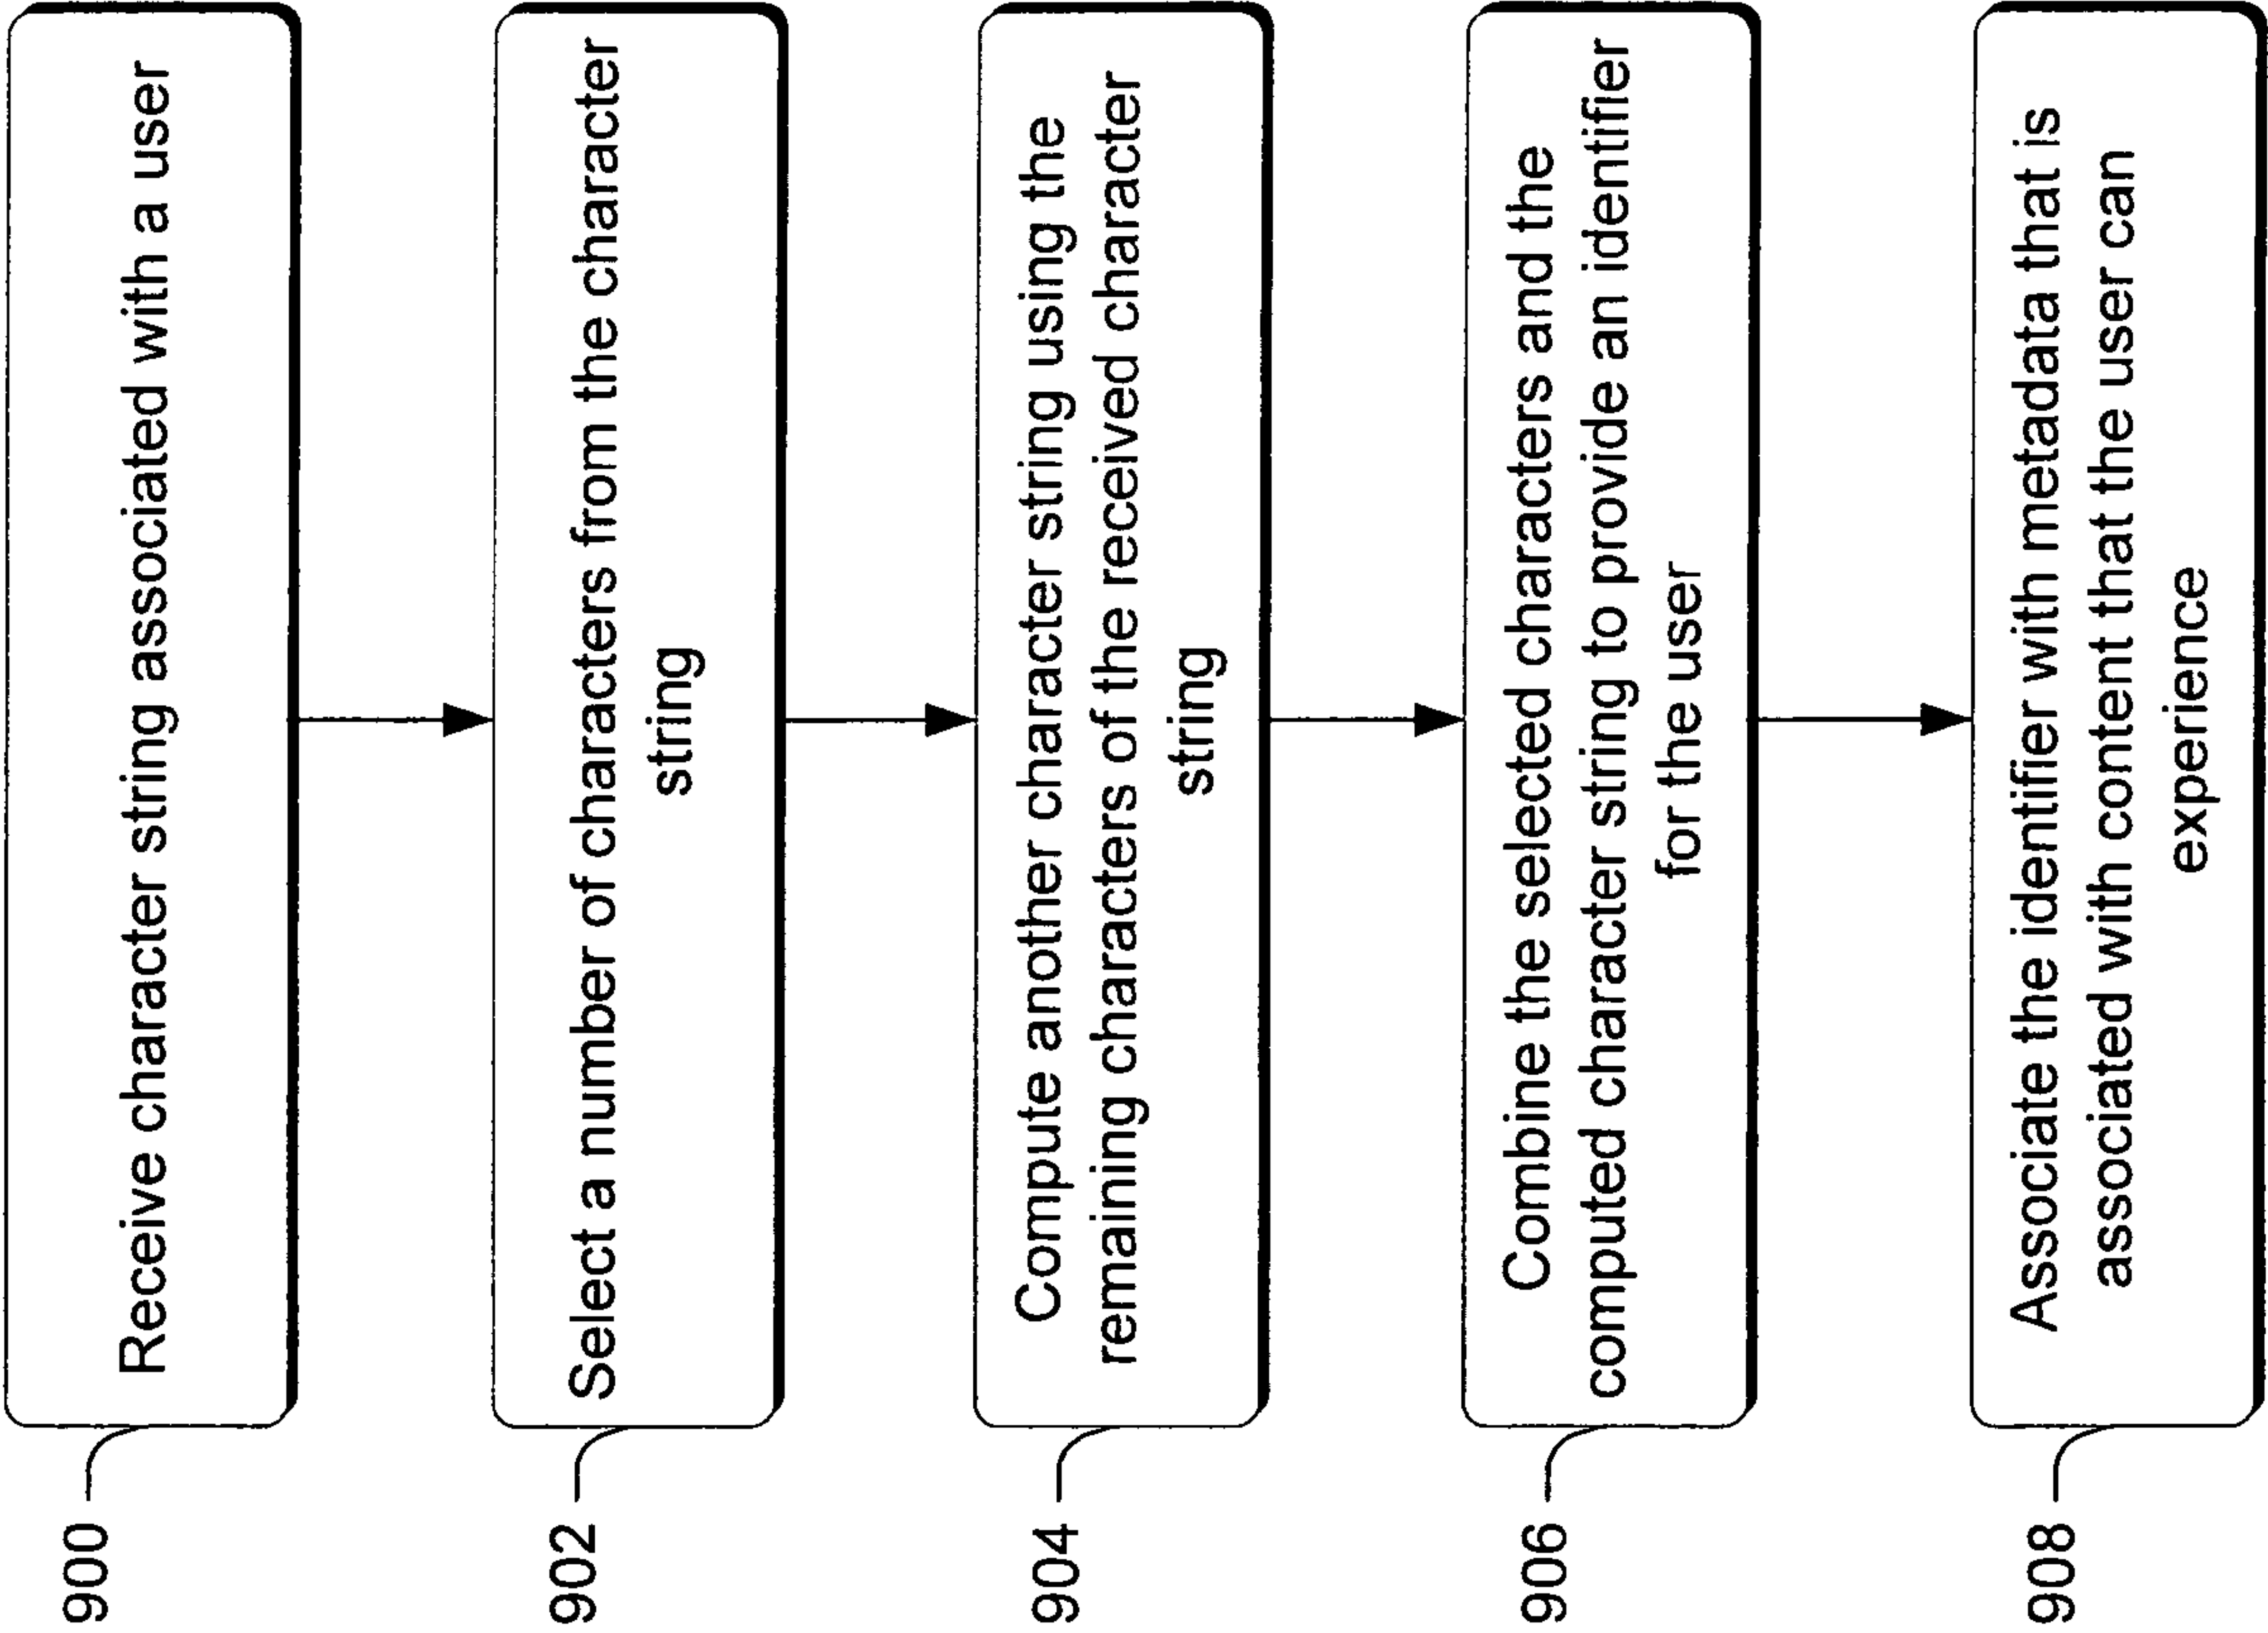 900
Receive character string associated with a user
902
Select a number of characters from the character
string
904
Compute another character string using the
remaining characters of the received character
string
906
Combine the selected characters and the
computed character string to provide an identifier
for the user
908
Associate the identifier with metadata that is
associated with content that the user can
experience